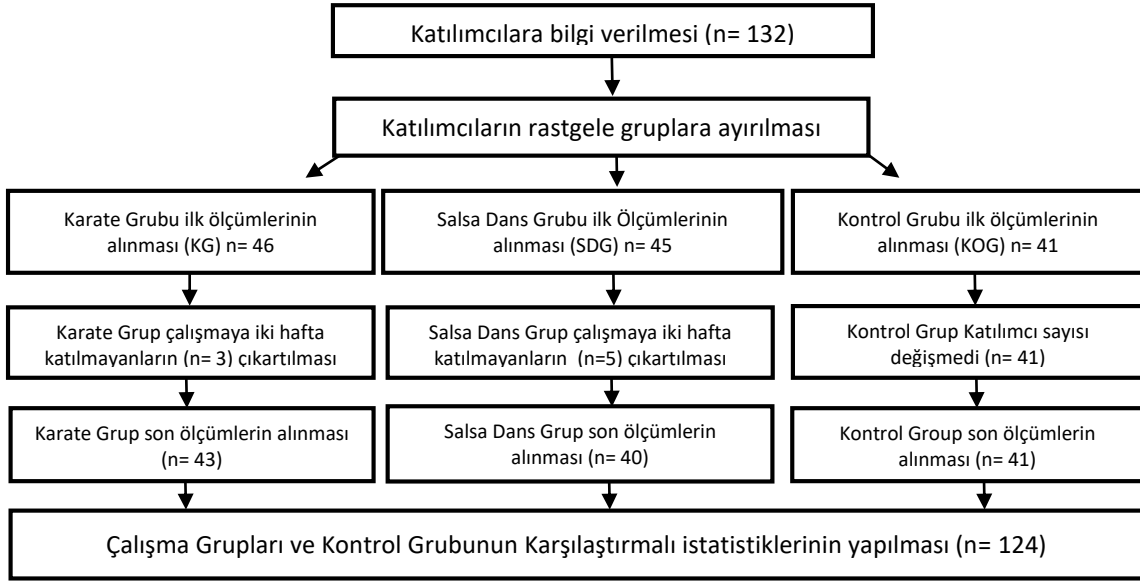 Katılımcılara bilgi verilmesi (n= 132)
Katılımcıların rastgele gruplara ayırılması
Karate Grubu ilk ölçümlerinin
alınması (KG) n= 46
Salsa Dans Grubu ilk Ölçümlerinin
alınması (SDG) n= 45
Kontrol Grubu ilk ölçümlerinin
alınması (KOG) n= 41
Karate Grup çalışmaya iki hafta
katılmayanların (n= 3) çıkartılması
Salsa Dans Grup çalışmaya iki hafta
katılmayanların (n=5) çıkartılması
Kontrol Grup Katılımcı sayısı
değişmedi (n= 41)
Karate Grup son ölçümlerin alınması
(n= 43)
Salsa Dans Grup son ölçümlerin
alınması (n= 40)
Kontrol Group son ölçümlerin
alınması (n= 41)
Çalışma Grupları ve Kontrol Grubunun Karşılaştırmalı istatistiklerinin yapılması (n= 124)